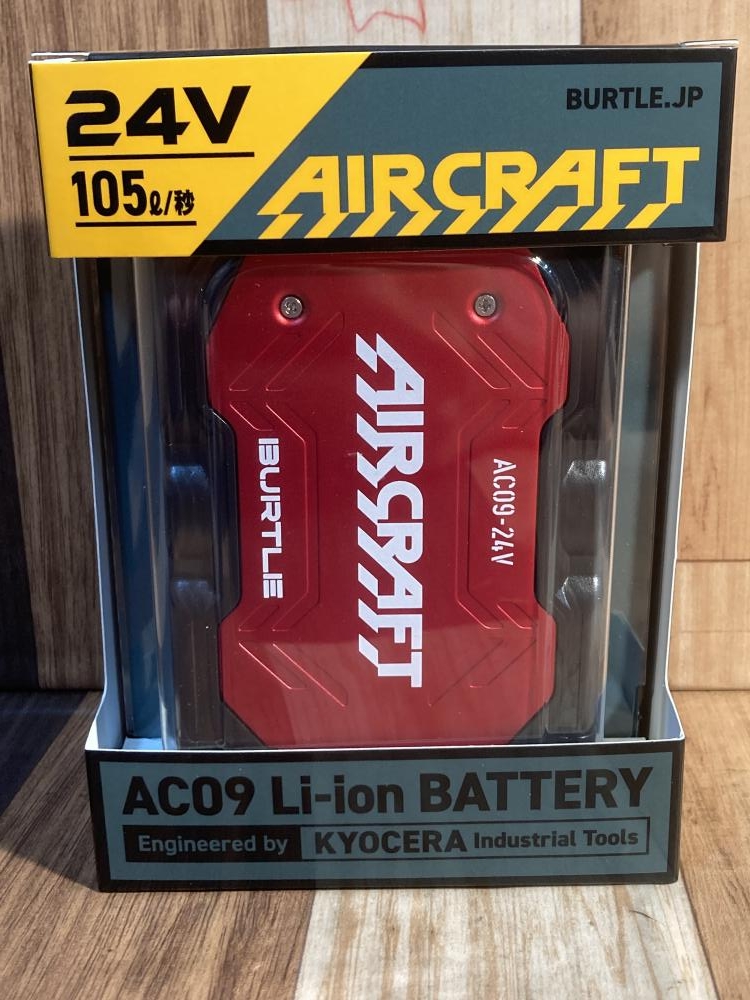 24V
105ℓ/秒
BURTLE.JP
AIRCRAFT
BURTLE
AIRCRAFT
AC09-24V
AC09 Li-ion BATTERY
Engineered by KYOCERA Industrial Tools